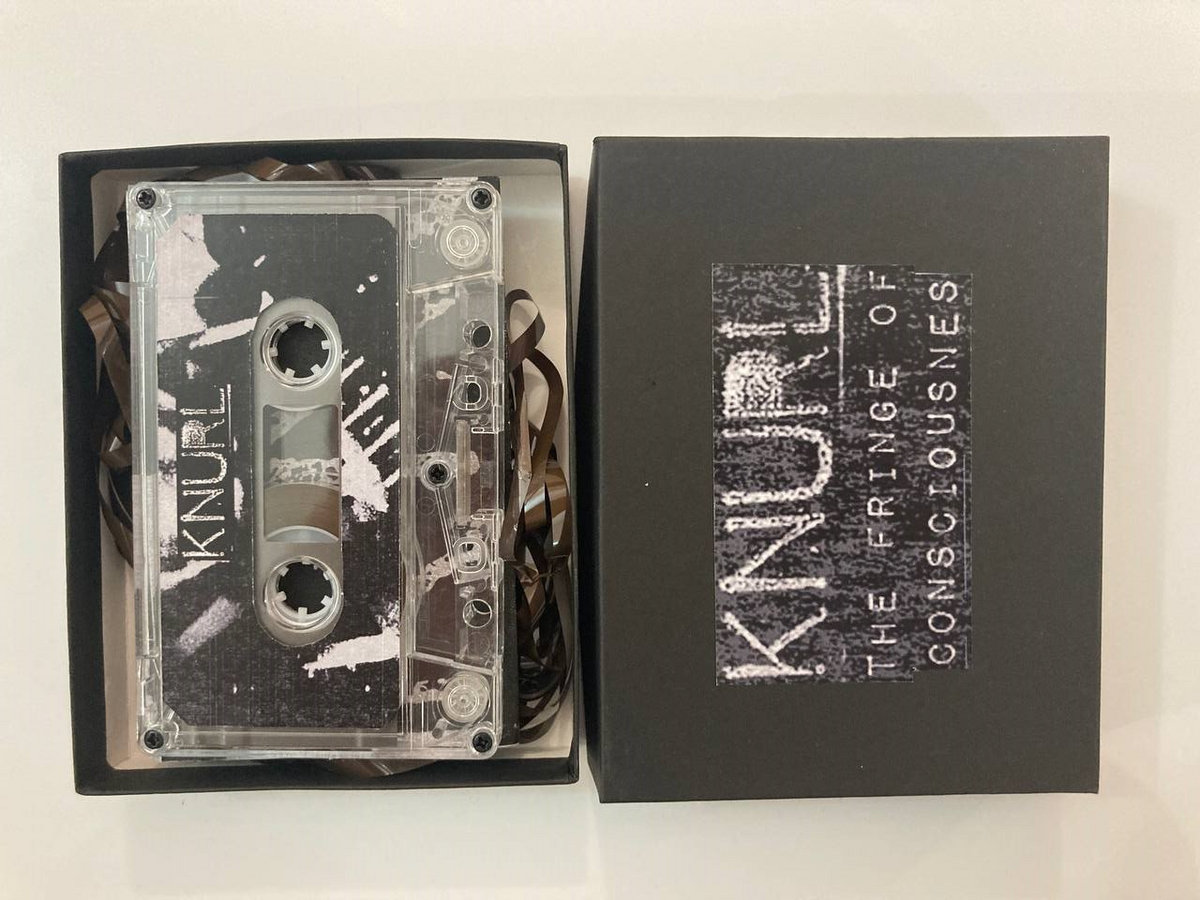 KNURL
KNURL
THE FRINGE OF
CONSCIOUSNES